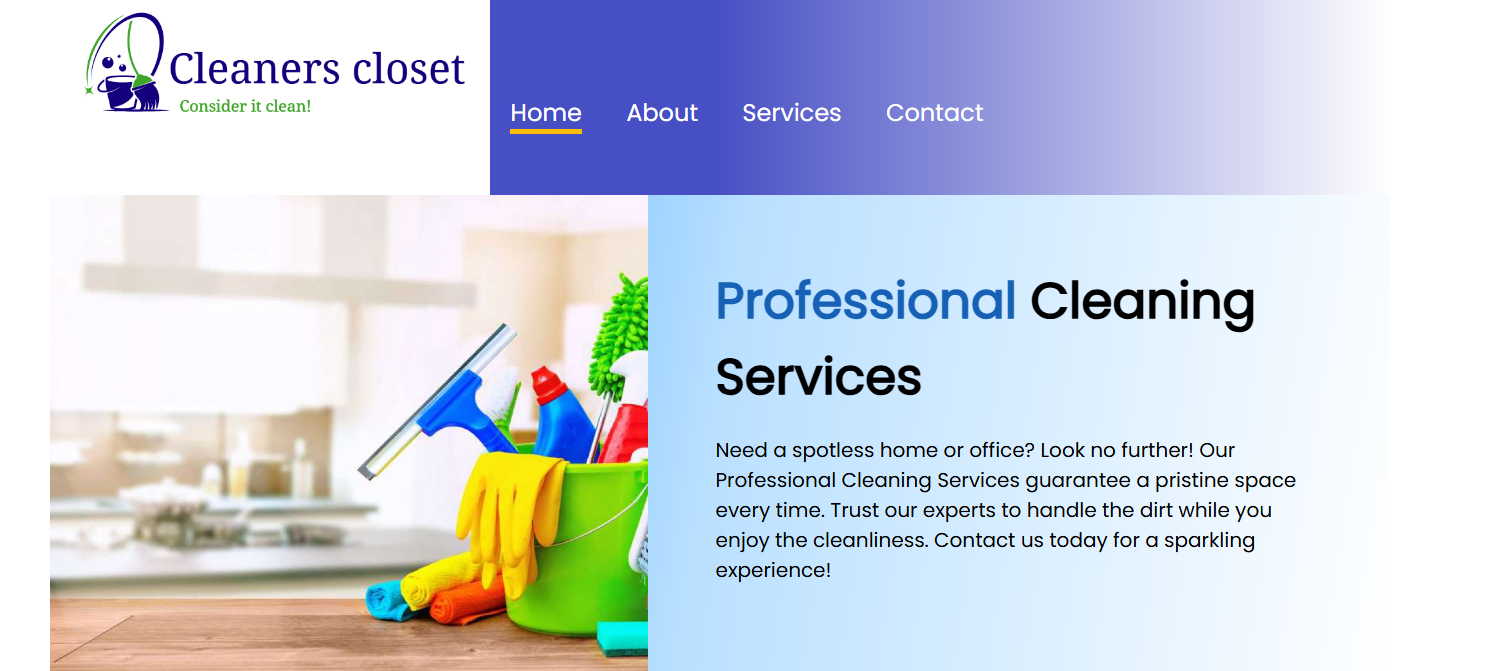 Cleaners closet
Consider it clean!
Home About Services Contact
Professional Cleaning
Services
Need a spotless home or office? Look no further! Our
Professional Cleaning Services guarantee a pristine space
every time. Trust our experts to handle the dirt while you
enjoy the cleanliness. Contact us today for a sparkling
experience!